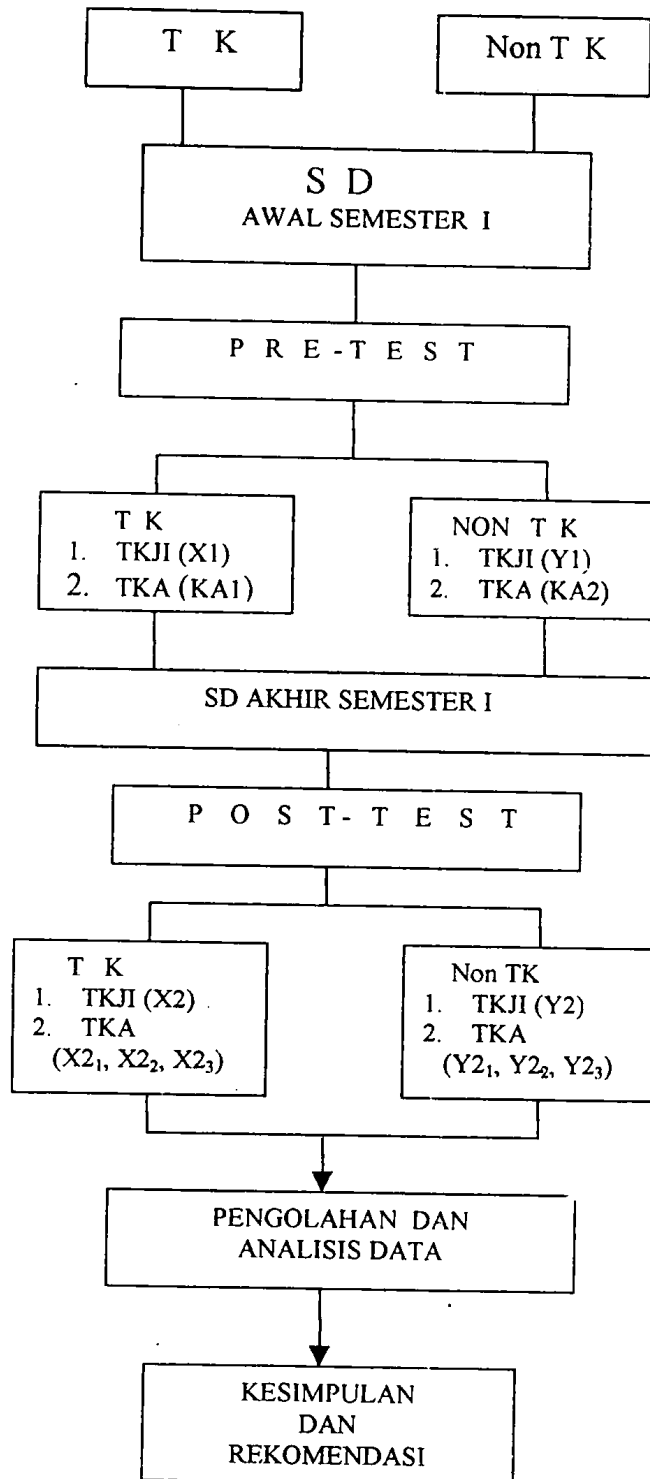 T K
Non T K
S D
AWAL SEMESTER I
P R E - T E S T
T K
1. TKJI (X1)
2. TKA (KA1)
NON T K
1. TKJI (Y1)
2. TKA (KA2)
SD AKHIR SEMESTER I
P O S T - T E S T
T K
1. TKJI (X2)
2. TKA
(X2₁, X2₂, X2₃)
Non TK
1. TKJI (Y2)
2. TKA
(Y2₁, Y2₂, Y2₃)
PENGOLAHAN DAN
ANALISIS DATA
KESIMPULAN
DAN
REKOMENDASI